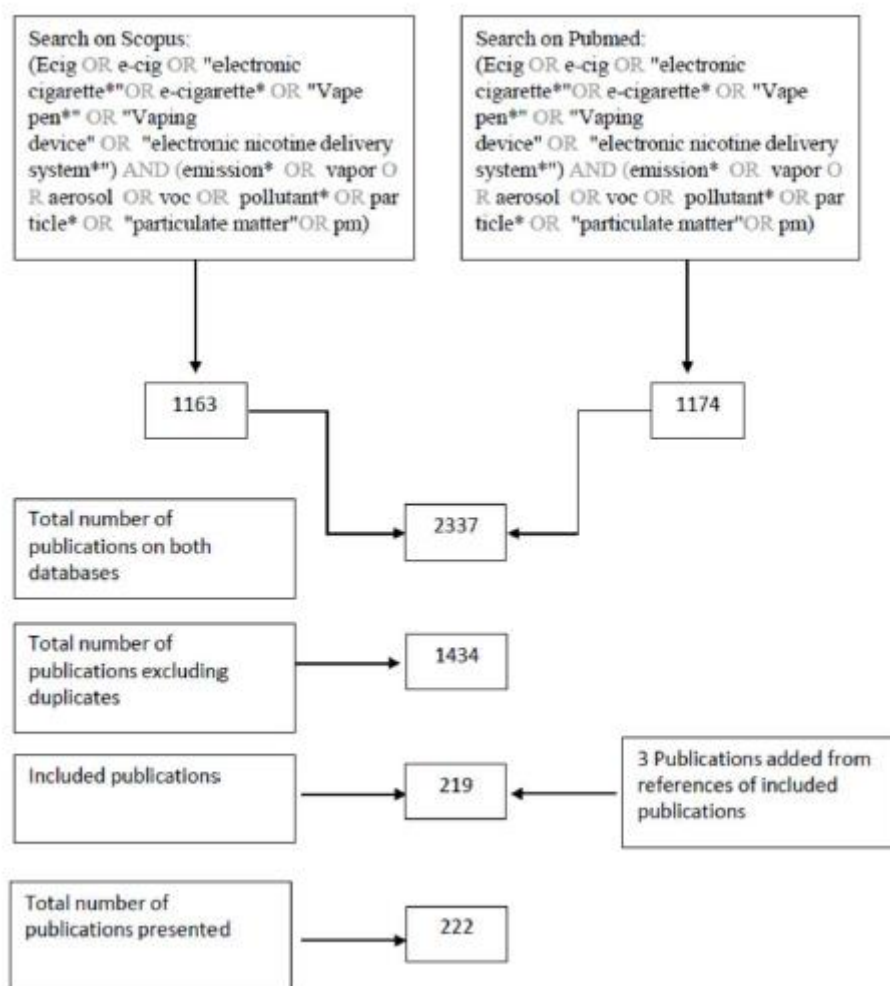 Search on Scopus:
(Ecig OR e-cig OR "electronic
cigarette*"OR e-cigarette* OR "Vape
pen*" OR "Vaping
device" OR "electronic nicotine delivery
system*") AND (emission* OR vapor O
R aerosol OR voc OR pollutant* OR par
ticle* OR "particulate matter"OR pm)
Search on Pubmed:
(Ecig OR e-cig OR "electronic
cigarette*"OR e-cigarette* OR "Vape
pen*" OR "Vaping
device" OR "electronic nicotine delivery
system*") AND (emission* OR vapor O
R aerosol OR voc OR pollutant* OR par
ticle* OR "particulate matter"OR pm)
1163
1174
Total number of
publications on both
databases
2337
Total number of
publications excluding
duplicates
1434
Included publications
219
3 Publications added from
references of included
publications
Total number of
publications presented
222